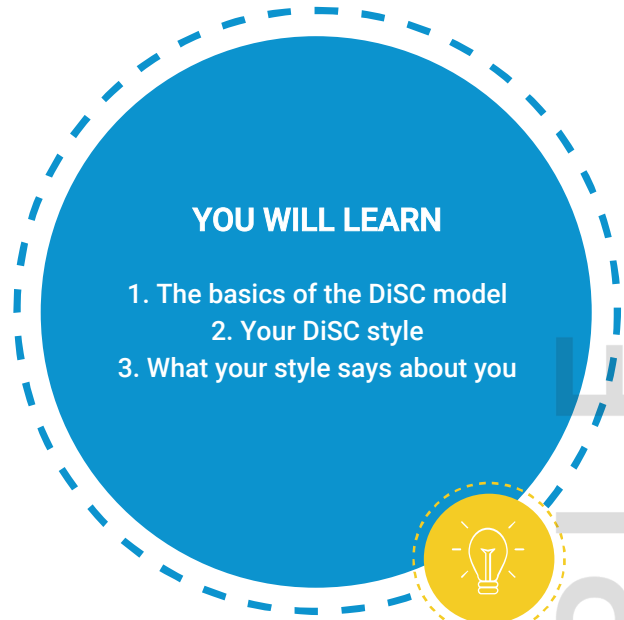 YOU WILL LEARN
1. The basics of the DiSC model
2. Your DiSC style
3. What your style says about you